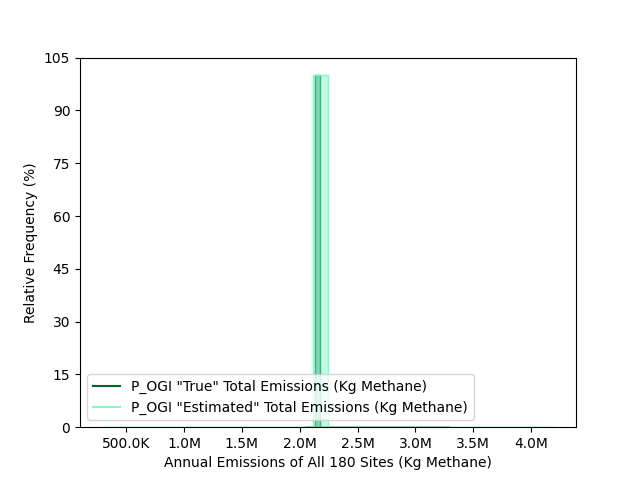 105
90
75
60
45
30
15
0
Relative Frequency (%)
P_OGI "True" Total Emissions (Kg Methane)
P_OGI "Estimated" Total Emissions (Kg Methane)
500.0K 1.0M 1.5M 2.0M 2.5M 3.0M 3.5M 4.0M
Annual Emissions of All 180 Sites (Kg Methane)